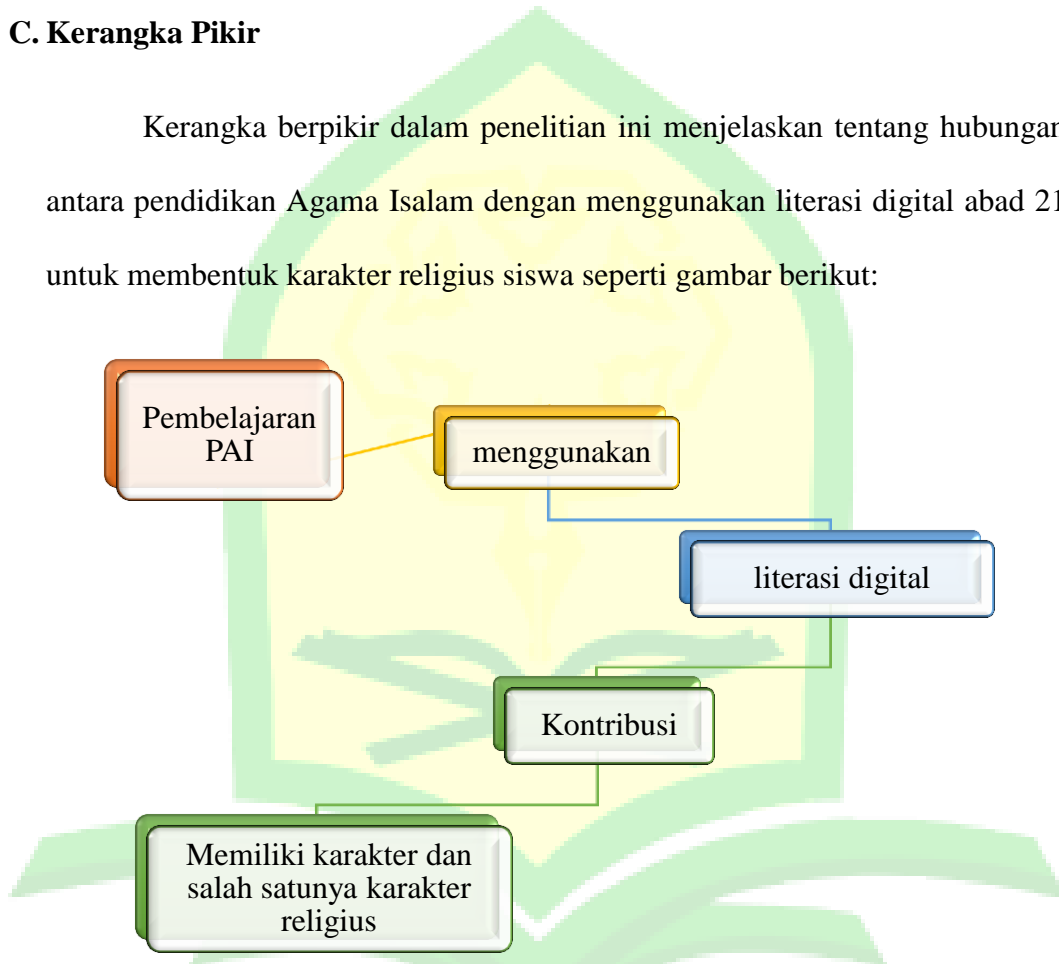 C. Kerangka Pikir
Kerangka berpikir dalam penelitian ini menjelaskan tentang hubungan
antara pendidikan Agama Isalam dengan menggunakan literasi digital abad 21
untuk membentuk karakter religius siswa seperti gambar berikut:
Pembelajaran
PAI
menggunakan
literasi digital
Kontribusi
Memiliki karakter dan
salah satunya karakter
religius